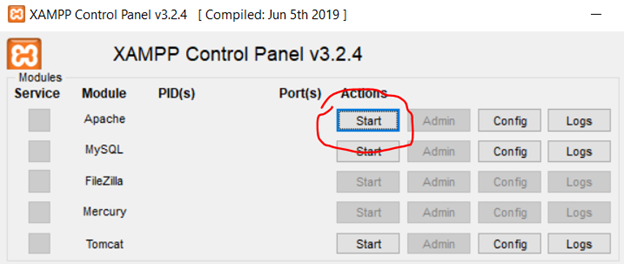 XAMPP Control Panel v3.2.4 [ Compiled: Jun 5th 2019 ]
XAMPP Control Panel v3.2.4
Modules
Service Module PID(s) Port(s) Actions
Apache Start Admin Config Logs
MySQL Start Admin Config Logs
FileZilla Start Admin Config Logs
Mercury Start Admin Config Logs
Tomcat Start Admin Config Logs